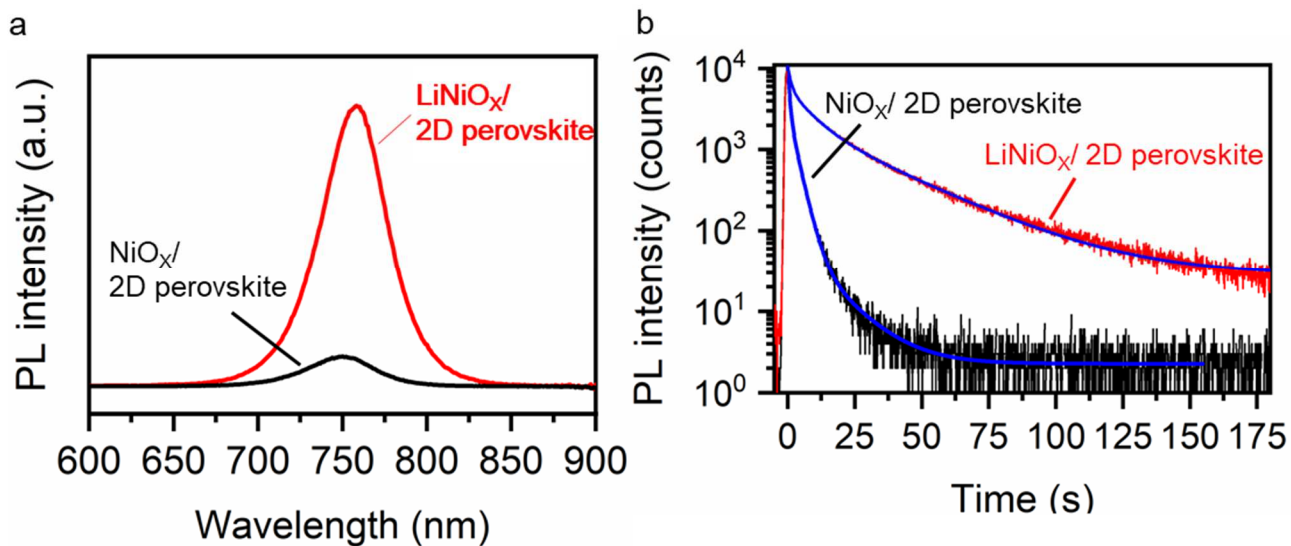 a
PL intensity (a.u.)
LiNiOX/
2D perovskite
NiOX/
2D perovskite
600 650 700 750 800 850 900
Wavelength (nm)
b
PL intensity (counts)
10^4
10^3
10^2
10^1
10^0
NiOX/ 2D perovskite
LiNiOX/ 2D perovskite
0 25 50 75 100 125 150 175
Time (s)